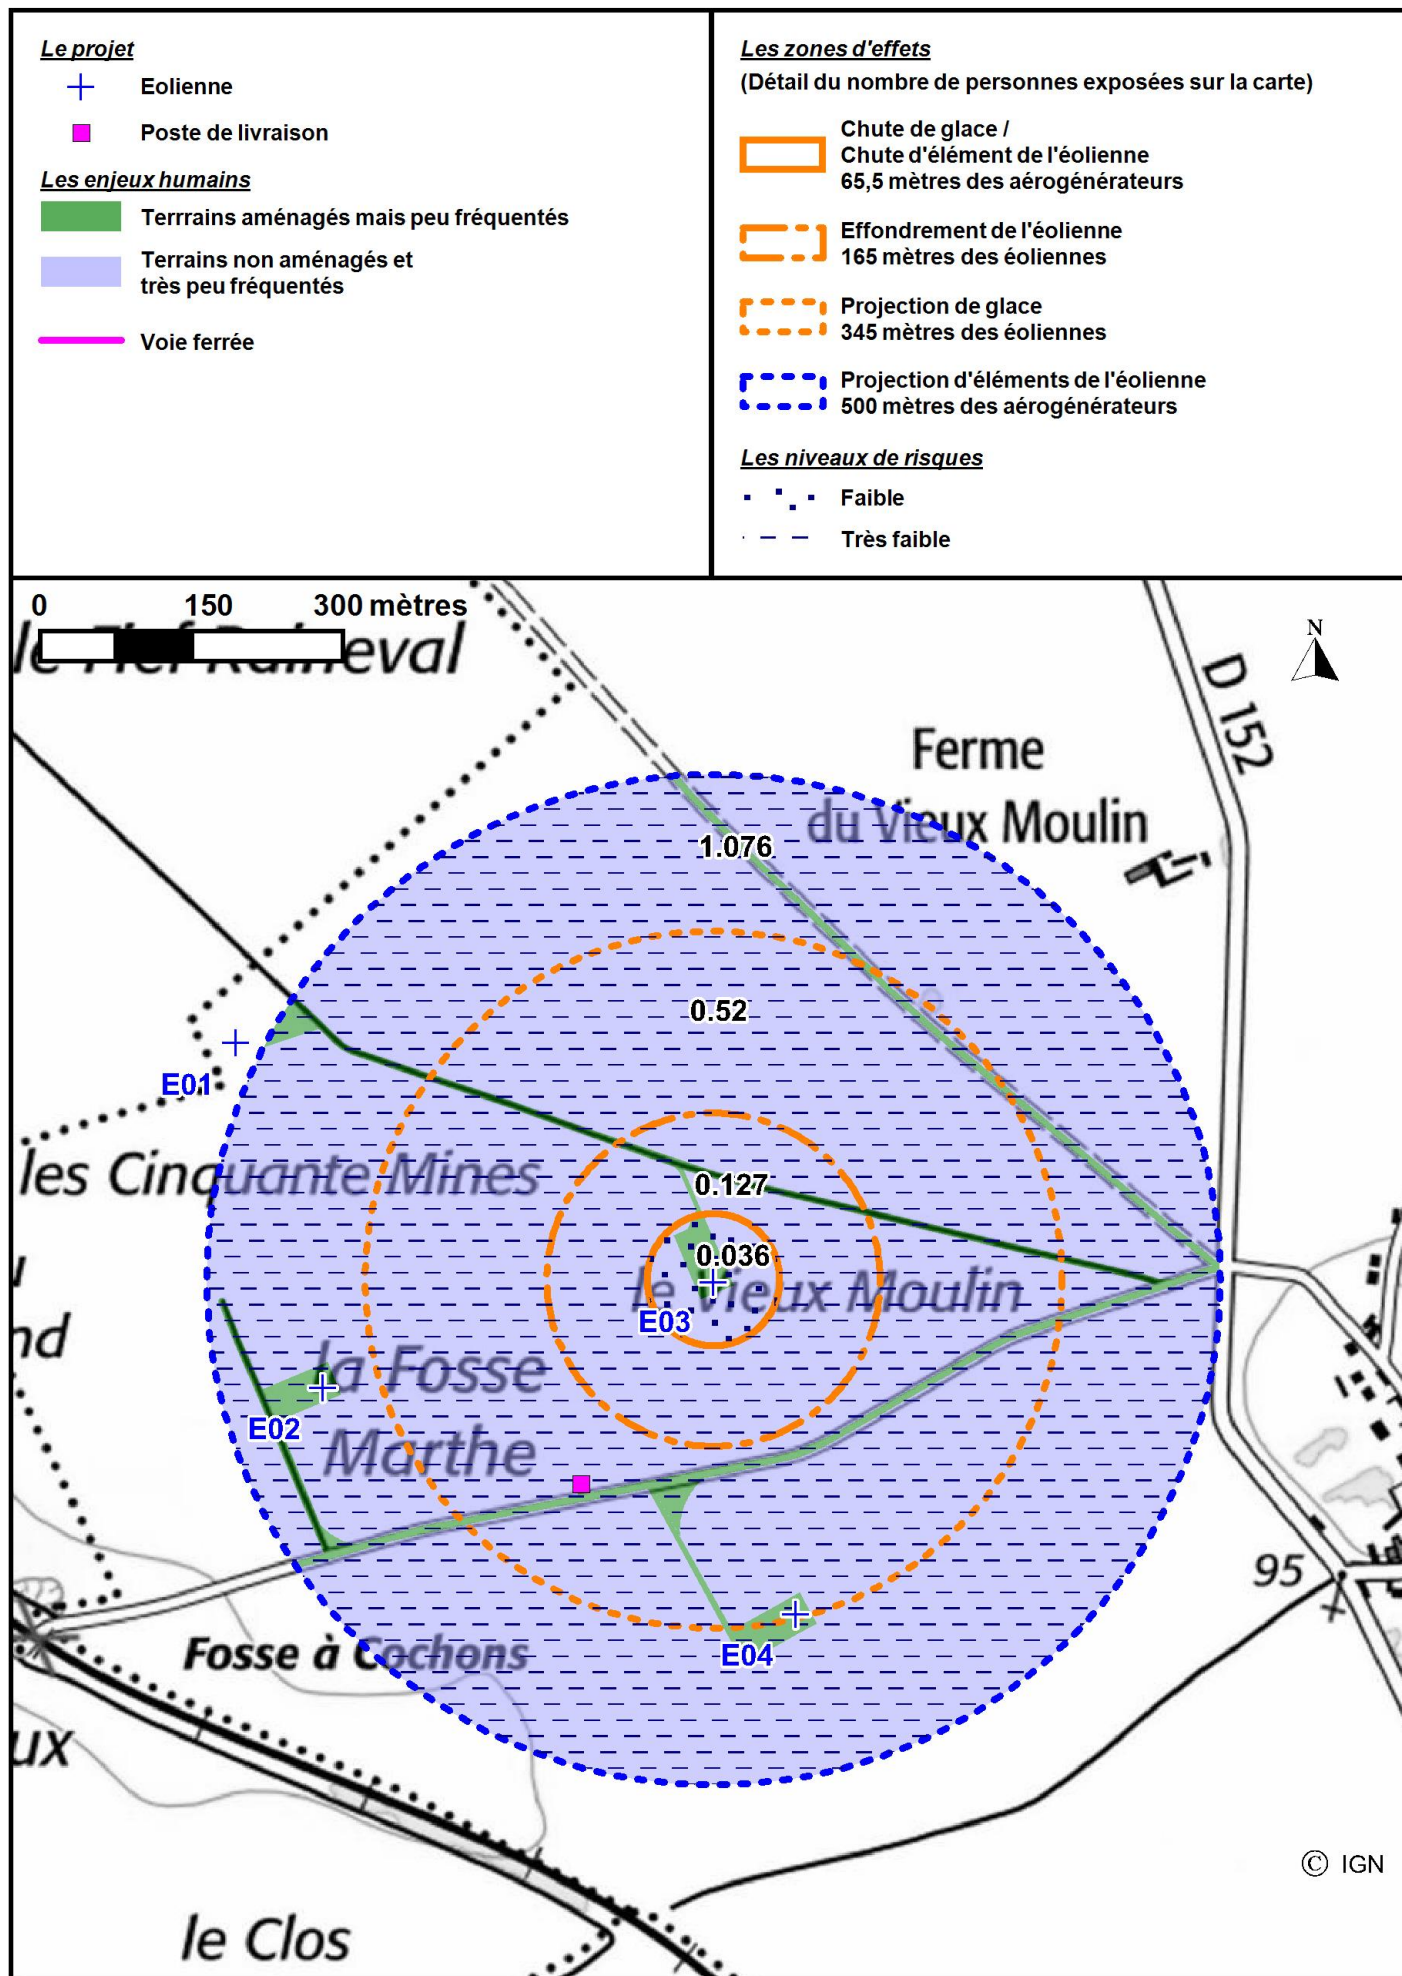 Le projet
Eolienne
Poste de livraison
Les enjeux humains
Terrrains aménagés mais peu fréquentés
Terrains non aménagés et
très peu fréquentés
Voie ferrée
Les zones d'effets
(Détail du nombre de personnes exposées sur la carte)
Chute de glace /
Chute d'élément de l'éolienne
65,5 mètres des aérogénérateurs
Effondrement de l'éolienne
165 mètres des éoliennes
Projection de glace
345 mètres des éoliennes
Projection d'éléments de l'éolienne
500 mètres des aérogénérateurs
Les niveaux de risques
Faible
Très faible
0 150 300 mètres
N
D 152
Ferme
du Vieux Moulin
1.076
0.52
E01
les Cinquante Mines
0.127
0.036
le Vieux Moulin
E03
nd
la Fosse
E02
Marthe
95
Fosse à Cochons
E04
ux
© IGN
le Clos